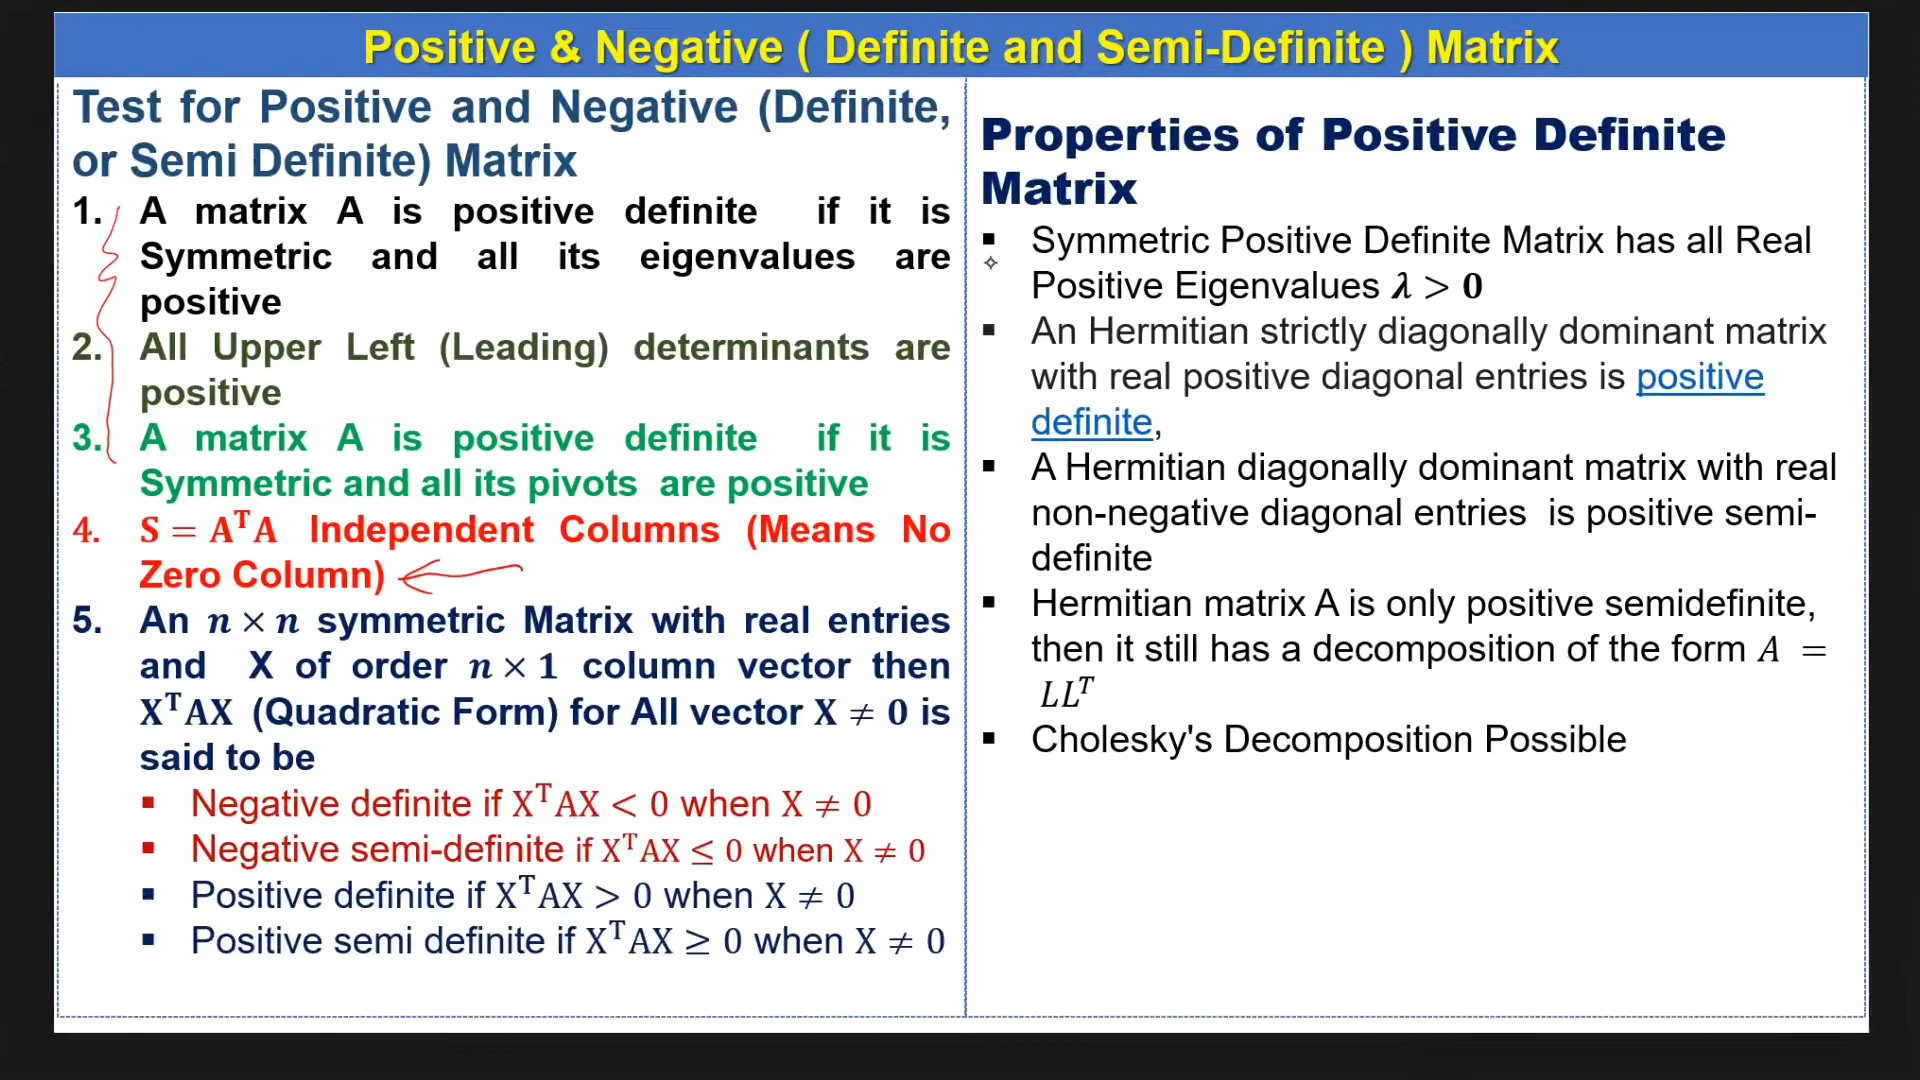 Positive & Negative ( Definite and Semi-Definite ) Matrix
Test for Positive and Negative (Definite,
or Semi Definite) Matrix
1. A matrix A is positive definite if it is
Symmetric and all its eigenvalues are
positive
2. All Upper Left (Leading) determinants are
positive
3. A matrix A is positive definite if it is
Symmetric and all its pivots are positive
4. S = AᵀA Independent Columns (Means No
Zero Column)
5. An n × n symmetric Matrix with real entries
and X of order n × 1 column vector then
XᵀAX (Quadratic Form) for All vector X ≠ 0 is
said to be
▪ Negative definite if XᵀAX < 0 when X ≠ 0
▪ Negative semi-definite if XᵀAX ≤ 0 when X ≠ 0
▪ Positive definite if XᵀAX > 0 when X ≠ 0
▪ Positive semi definite if XᵀAX ≥ 0 when X ≠ 0
Properties of Positive Definite
Matrix
▪ Symmetric Positive Definite Matrix has all Real
Positive Eigenvalues λ > 0
▪ An Hermitian strictly diagonally dominant matrix
with real positive diagonal entries is positive
definite,
▪ A Hermitian diagonally dominant matrix with real
non-negative diagonal entries is positive semi-
definite
▪ Hermitian matrix A is only positive semidefinite,
then it still has a decomposition of the form A =
LLᵀ
▪ Cholesky's Decomposition Possible